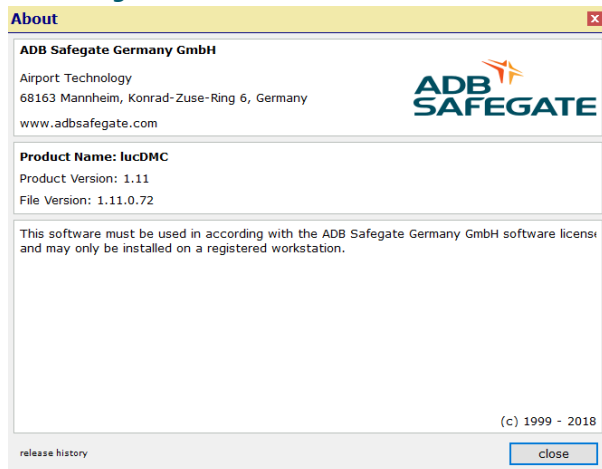 About
ADB Safegate Germany GmbH
Airport Technology
68163 Mannheim, Konrad-Zuse-Ring 6, Germany
www.adbsafegate.com
ADB
SAFEGATE
Product Name: lucDMC
Product Version: 1.11
File Version: 1.11.0.72
This software must be used in according with the ADB Safegate Germany GmbH software license
and may only be installed on a registered workstation.
(c) 1999 - 2018
release history
close